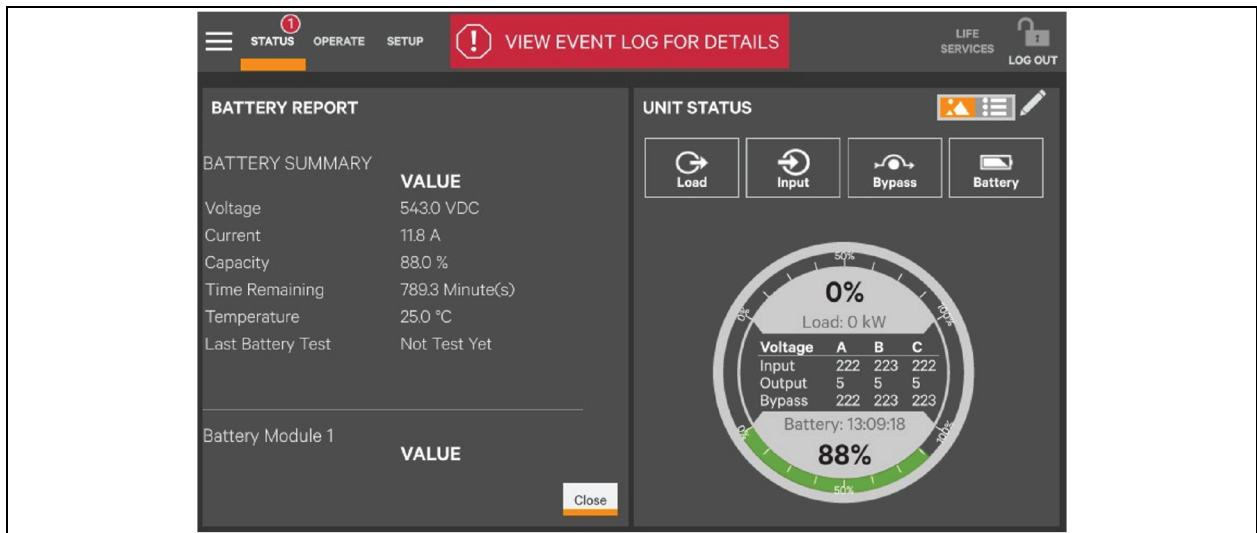 1
STATUS OPERATE SETUP
! VIEW EVENT LOG FOR DETAILS
LIFE
SERVICES
LOG OUT
BATTERY REPORT
BATTERY SUMMARY
VALUE
Voltage 543.0 VDC
Current 11.8 A
Capacity 88.0 %
Time Remaining 789.3 Minute(s)
Temperature 25.0 °C
Last Battery Test Not Test Yet
Battery Module 1
VALUE
Close
UNIT STATUS
Load Input Bypass Battery
50%
0%
0% 100%
Load: 0 kW
Voltage A B C
Input 222 223 222
Output 5 5 5
Bypass 222 223 223
Battery: 13:09:18
0% 100%
88%
50%